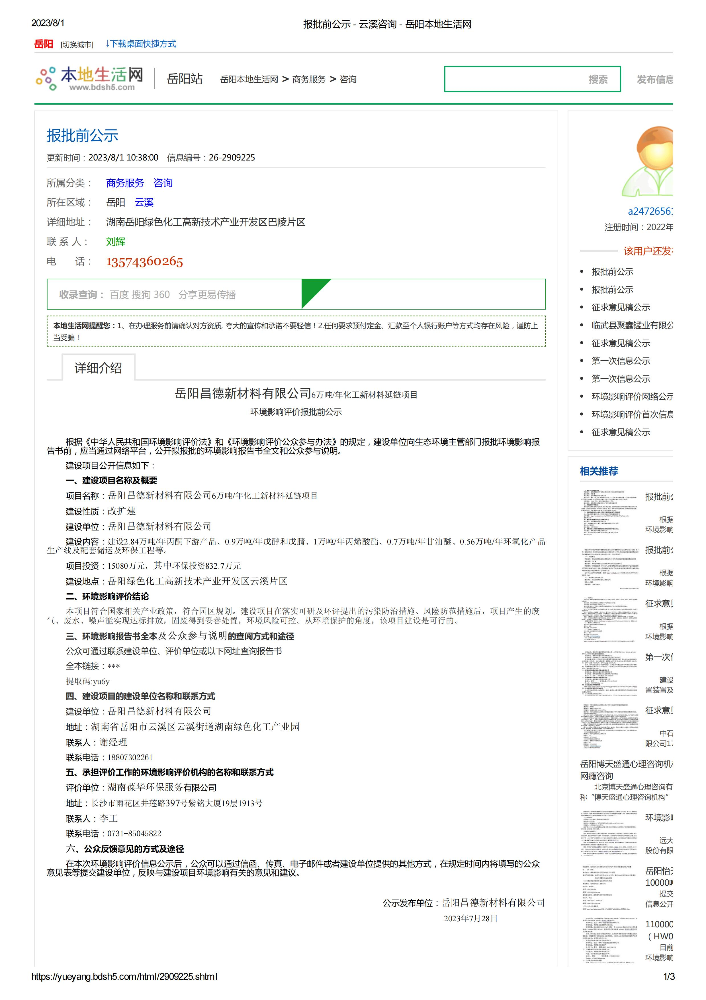 2023/8/1
报批前公示 - 云溪咨询 - 岳阳本地生活网
岳阳 [切换城市] ↓下载桌面快捷方式
本地生活网
www.bdsh5.com
岳阳站
岳阳本地生活网 > 商务服务 > 咨询
搜索
发布信息
报批前公示
更新时间：2023/8/1 10:38:00 信息编号：26-2909225
所属分类： 商务服务 咨询
所在区域： 岳阳 云溪
详细地址： 湖南岳阳绿色化工高新技术产业开发区巴陵片区
联 系 人： 刘辉
电 话： 13574360265
收录查询： 百度 搜狗 360 分享更易传播
本地生活网提醒您：1、在办理服务前请确认对方资质, 夸大的宣传和承诺不要轻信！2.任何要求预付定金、汇款至个人银行账户等方式均存在风险，谨防上
当受骗！
详细介绍
岳阳昌德新材料有限公司6万吨/年化工新材料延链项目
环境影响评价报批前公示
根据《中华人民共和国环境影响评价法》和《环境影响评价公众参与办法》的规定，建设单位向生态环境主管部门报批环境影响报
告书前，应当通过网络平台，公开拟报批的环境影响报告书全文和公众参与说明。
建设项目公开信息如下：
一、建设项目名称及概要
项目名称：岳阳昌德新材料有限公司6万吨/年化工新材料延链项目
建设性质：改扩建
建设单位：岳阳昌德新材料有限公司
建设内容：建设2.84万吨/年丙酮下游产品、0.9万吨/年戊醇和戊腈、1万吨/年丙烯酸酯、0.7万吨/年甘油醚、0.56万吨/年环氧化产品
生产线及配套储运及环保工程等。
项目投资：15080万元，其中环保投资832.7万元
建设地点：岳阳绿色化工高新技术产业开发区云溪片区
二、环境影响评价结论
本项目符合国家相关产业政策，符合园区规划。建设项目在落实可研及环评提出的污染防治措施、风险防范措施后，项目产生的废
气、废水、噪声能实现达标排放，固废得到妥善处置，环境风险可控。从环境保护的角度，该项目建设是可行的。
三、环境影响报告书全本及公众参与说明的查阅方式和途径
公众可通过联系建设单位、评价单位或以下网址查询报告书
全本链接：***
提取码:yu6y
四、建设项目的建设单位名称和联系方式
建设单位：岳阳昌德新材料有限公司
地址：湖南省岳阳市云溪区云溪街道湖南绿色化工产业园
联系人：谢经理
联系电话：18807302261
五、承担评价工作的环境影响评价机构的名称和联系方式
评价单位：湖南葆华环保服务有限公司
地址：长沙市雨花区井莲路397号紫铭大厦19层1913号
联系人：李工
联系电话：0731-85045822
六、公众反馈意见的方式及途径
在本次环境影响评价信息公示后，公众可以通过信函、传真、电子邮件或者建设单位提供的其他方式，在规定时间内将填写的公众
意见表等提交建设单位，反映与建设项目环境影响有关的意见和建议。
公示发布单位：岳阳昌德新材料有限公司
2023年7月28日
a24726561
注册时间：2022年
该用户还发
报批前公示
报批前公示
征求意见稿公示
临武县聚鑫锰业有限公
征求意见稿公示
第一次信息公示
第一次信息公示
环境影响评价网络公示
环境影响评价首次信息
征求意见稿公示
相关推荐
报批前
根据
环境影响
报批前
根据
环境影响
征求意
根据
环境影响
第一次
建设
置装置及
征求意
中石
限公司17
岳阳博天盛通心理咨询机
网瘾咨询
北京博天盛通心理咨询有
称“博天盛通心理咨询机构”
环境影
远大
股份有限
岳阳怡
10000
提交
信息公开
110000
（HW0
目前
环境影响
https://yueyang.bdsh5.com/html/2909225.shtml
1/3